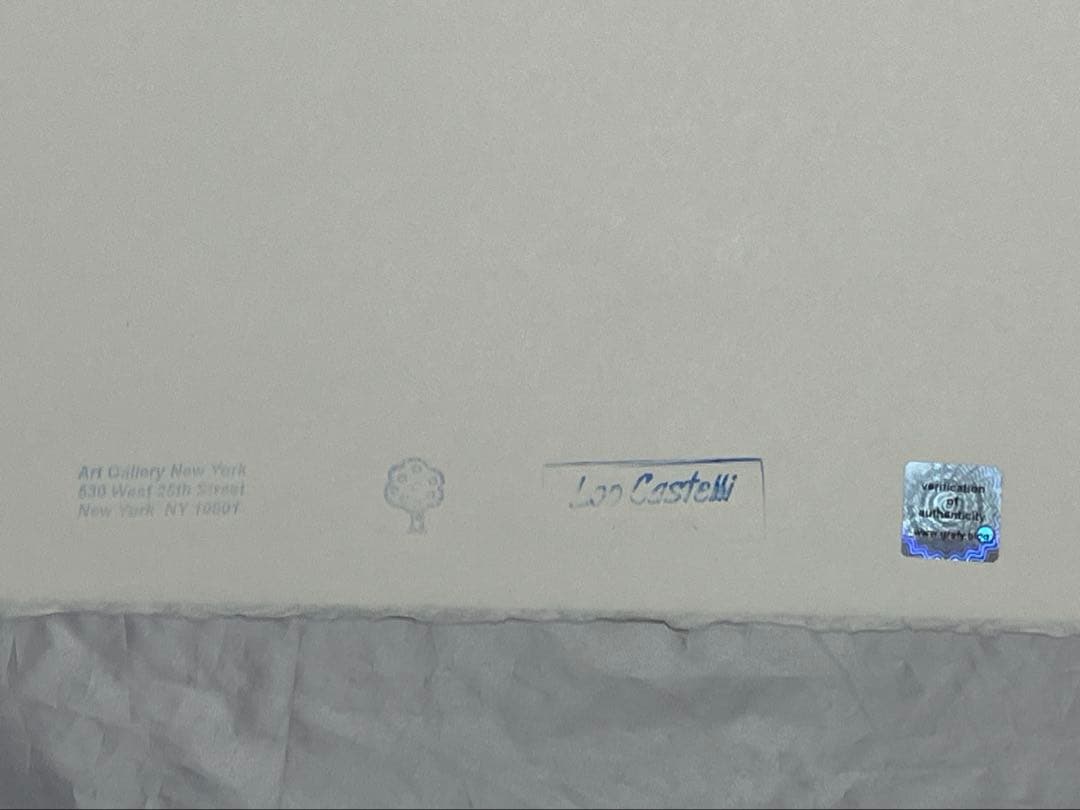 Art Gallery New York
530 West 25th Street
New York NY 10001
Leo Castelli
verification
of
authenticity